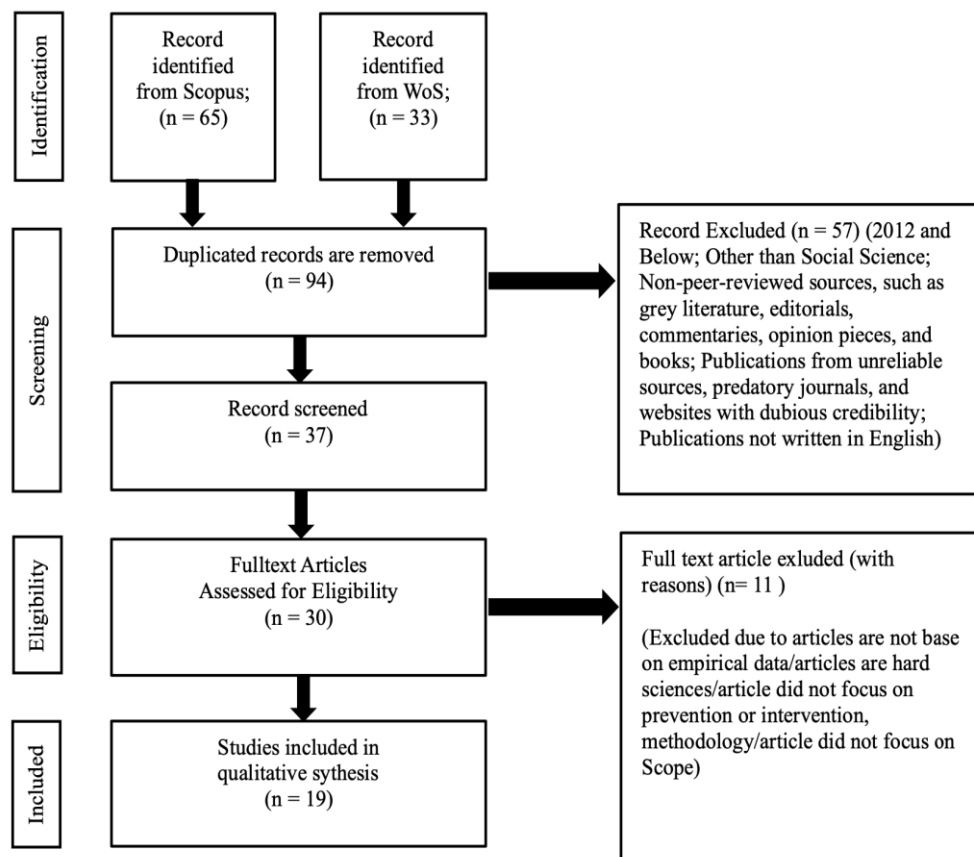 Identification
Record
identified
from Scopus;
(n = 65)
Record
identified
from WoS;
(n = 33)
Screening
Duplicated records are removed
(n = 94)
Record Excluded (n = 57) (2012 and
Below; Other than Social Science;
Non-peer-reviewed sources, such as
grey literature, editorials,
commentaries, opinion pieces, and
books; Publications from unreliable
sources, predatory journals, and
websites with dubious credibility;
Publications not written in English)
Record screened
(n = 37)
Eligibility
Fulltext Articles
Assessed for Eligibility
(n = 30)
Full text article exluded (with
reasons) (n= 11 )
(Excluded due to articles are not base
on empirical data/articles are hard
sciences/article did not focus on
prevention or intervention,
methodology/article did not focus on
Scope)
Included
Studies included in
qualitative sythesis
(n = 19)